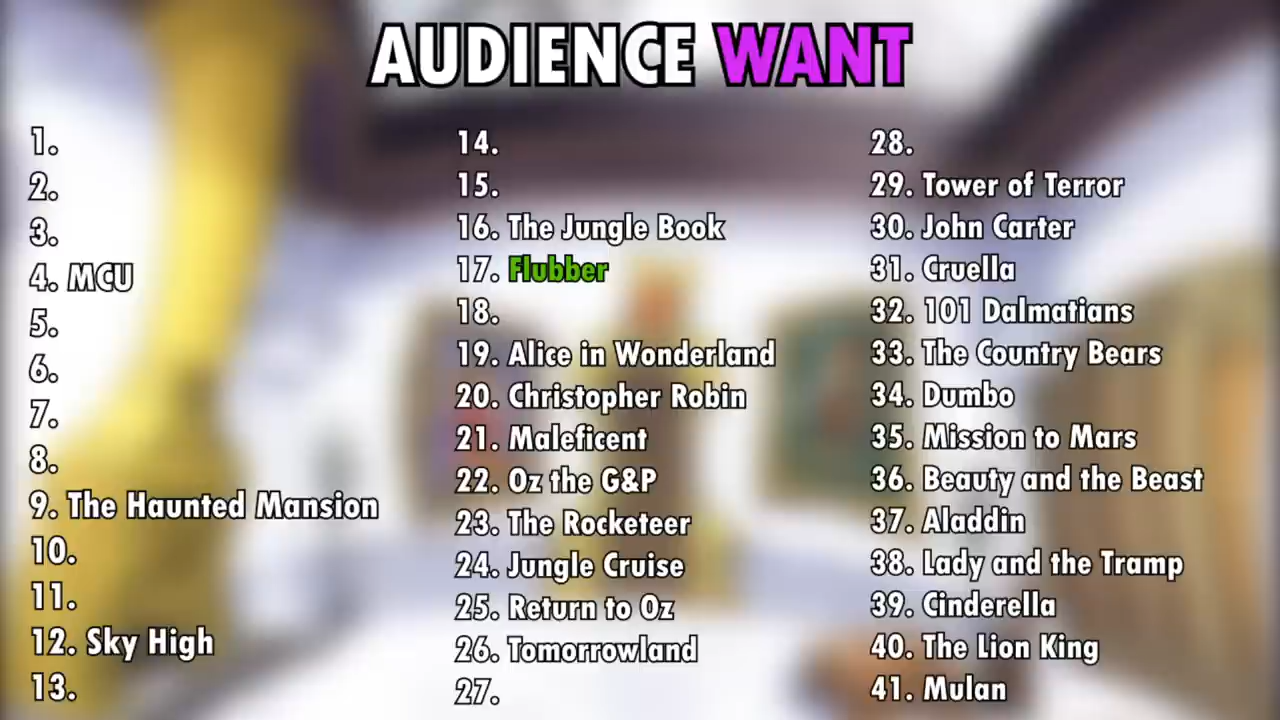 AUDIENCE WANT
1.
2.
3.
4. MCU
5.
6.
7.
8.
9. The Haunted Mansion
10.
11.
12. Sky High
13.
14.
15.
16. The Jungle Book
17. Flubber
18.
19. Alice in Wonderland
20. Christopher Robin
21. Maleficent
22. Oz the G&P
23. The Rocketeer
24. Jungle Cruise
25. Return to Oz
26. Tomorrowland
27.
28.
29. Tower of Terror
30. John Carter
31. Cruella
32. 101 Dalmatians
33. The Country Bears
34. Dumbo
35. Mission to Mars
36. Beauty and the Beast
37. Aladdin
38. Lady and the Tramp
39. Cinderella
40. The Lion King
41. Mulan